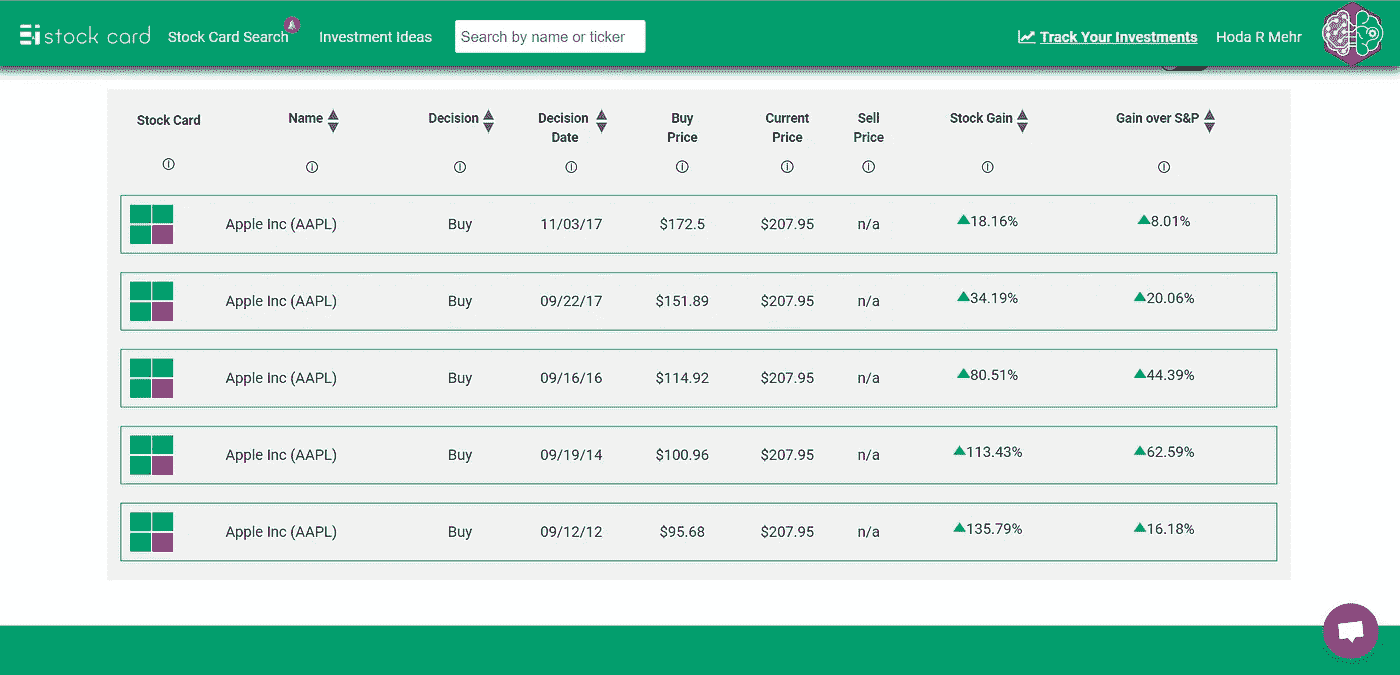 stock card Stock Card Search Investment Ideas Search by name or ticker Track Your Investments Hoda R Mehr
Stock Card Name Decision Decision Date Buy Price Current Price Sell Price Stock Gain Gain over S&P
Apple Inc (AAPL) Buy 11/03/17 $172.5 $207.95 n/a 18.16% 8.01%
Apple Inc (AAPL) Buy 09/22/17 $151.89 $207.95 n/a 34.19% 20.06%
Apple Inc (AAPL) Buy 09/16/16 $114.92 $207.95 n/a 80.51% 44.39%
Apple Inc (AAPL) Buy 09/19/14 $100.96 $207.95 n/a 113.43% 62.59%
Apple Inc (AAPL) Buy 09/12/12 $95.68 $207.95 n/a 135.79% 16.18%